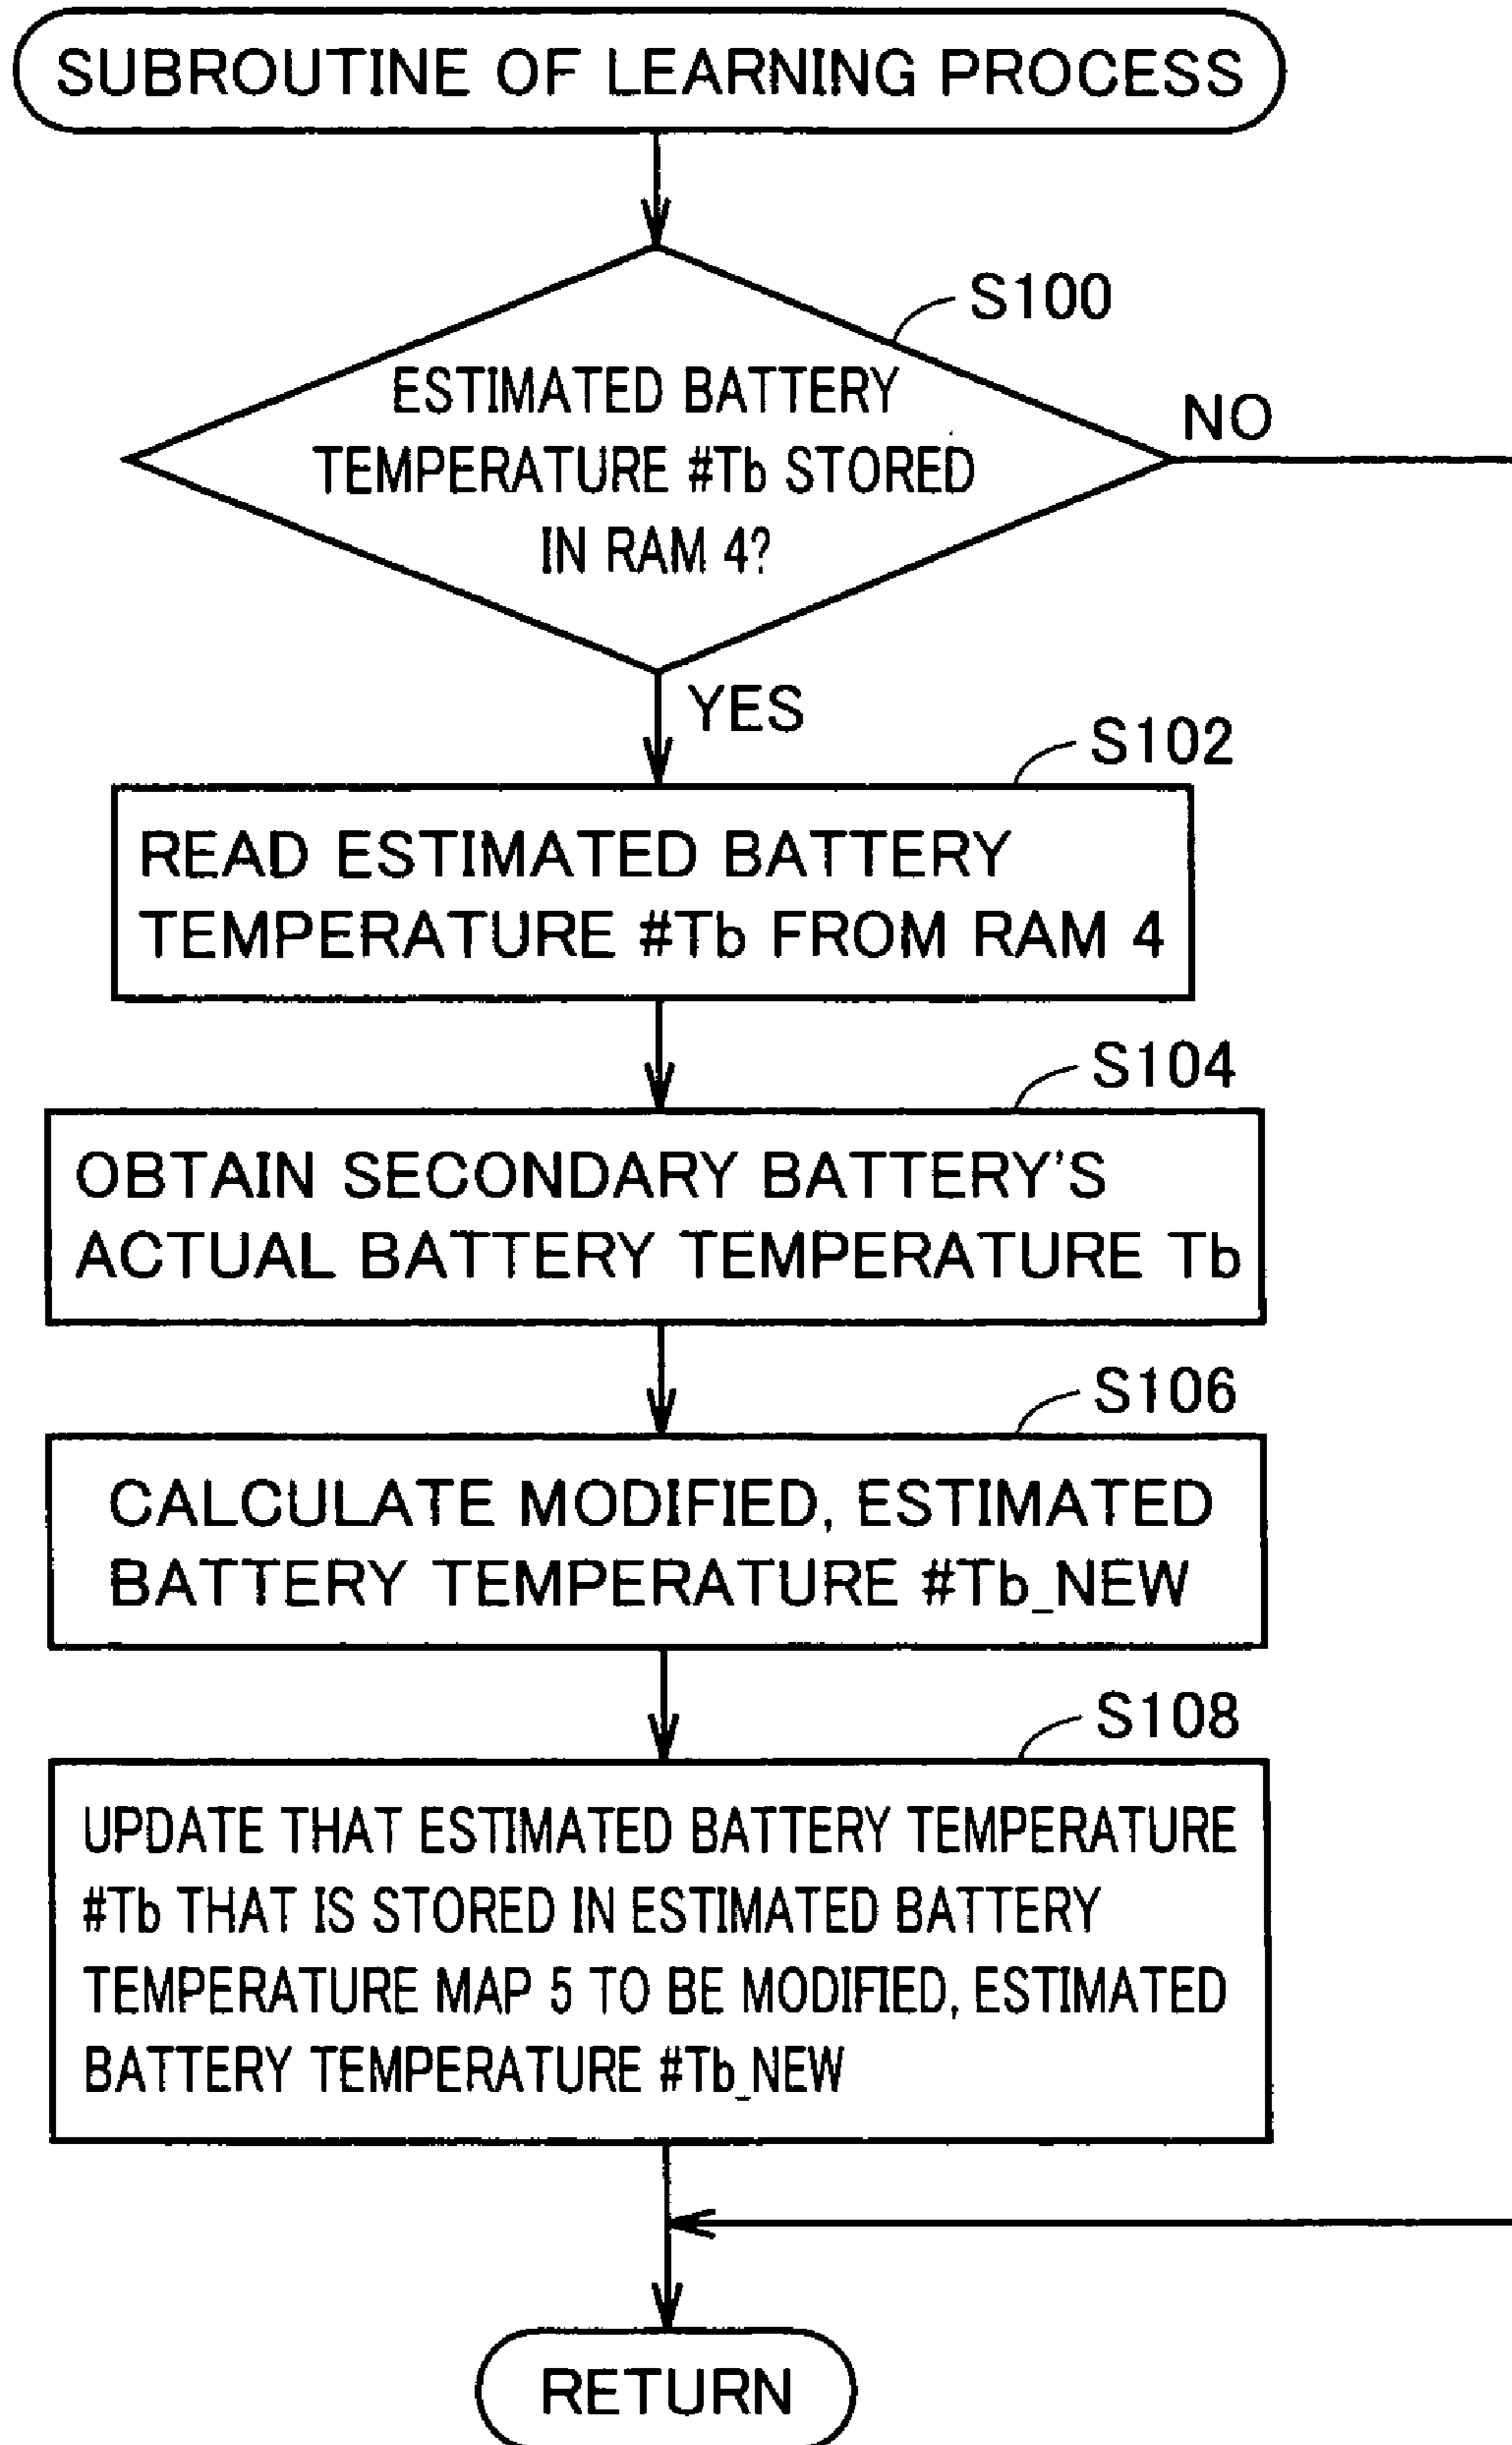 SUBROUTINE OF LEARNING PROCESS
S100
ESTIMATED BATTERY
TEMPERATURE #Tb STORED
IN RAM 4?
NO
YES
S102
READ ESTIMATED BATTERY
TEMPERATURE #Tb FROM RAM 4
S104
OBTAIN SECONDARY BATTERY'S
ACTUAL BATTERY TEMPERATURE Tb
S106
CALCULATE MODIFIED, ESTIMATED
BATTERY TEMPERATURE #Tb_NEW
S108
UPDATE THAT ESTIMATED BATTERY TEMPERATURE
#Tb THAT IS STORED IN ESTIMATED BATTERY
TEMPERATURE MAP 5 TO BE MODIFIED, ESTIMATED
BATTERY TEMPERATURE #Tb_NEW
RETURN